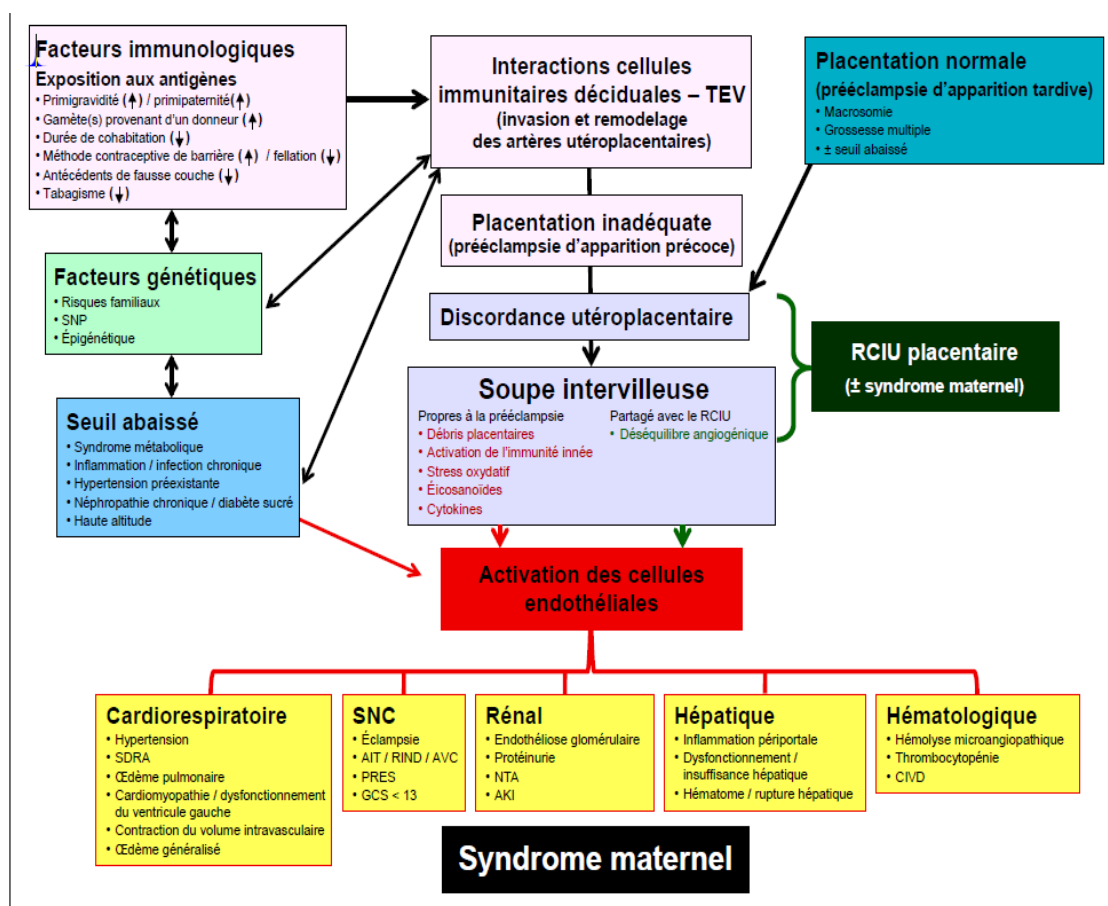 Facteurs immunologiques
Exposition aux antigènes
• Primigravidité (↑) / primipaternité(↑)
• Gamète(s) provenant d'un donneur (↑)
• Durée de cohabitation (↓)
• Méthode contraceptive de barrière (↑) / fellation (↓)
• Antécédents de fausse couche (↓)
• Tabagisme (↓)
Interactions cellules
immunitaires déciduales – TEV
(invasion et remodelage
des artères utéroplacentaires)
Placentation normale
(prééclampsie d'apparition tardive)
• Macrosomie
• Grossesse multiple
• ± seuil abaissé
Placentation inadéquate
(prééclampsie d'apparition précoce)
Facteurs génétiques
• Risques familiaux
• SNP
• Épigénétique
Discordance utéroplacentaire
RCIU placentaire
(± syndrome maternel)
Soupe intervilleuse
Propres à la prééclampsie
• Débris placentaires
• Activation de l'immunité innée
• Stress oxydatif
• Éicosanoïdes
• Cytokines
Partagé avec le RCIU
• Déséquilibre angiogénique
Seuil abaissé
• Syndrome métabolique
• Inflammation / infection chronique
• Hypertension préexistante
• Néphropathie chronique / diabète sucré
• Haute altitude
Activation des cellules
endothéliales
Cardiorespiratoire
• Hypertension
• SDRA
• Œdème pulmonaire
• Cardiomyopathie / dysfonctionnement
du ventricule gauche
• Contraction du volume intravasculaire
• Œdème généralisé
SNC
• Éclampsie
• AIT / RIND / AVC
• PRES
• GCS < 13
Rénal
• Endothéliose glomérulaire
• Protéinurie
• NTA
• AKI
Hépatique
• Inflammation périportale
• Dysfonctionnement /
insuffisance hépatique
• Hématome / rupture hépatique
Hématologique
• Hémolyse microangiopathique
• Thrombocytopénie
• CIVD
Syndrome maternel